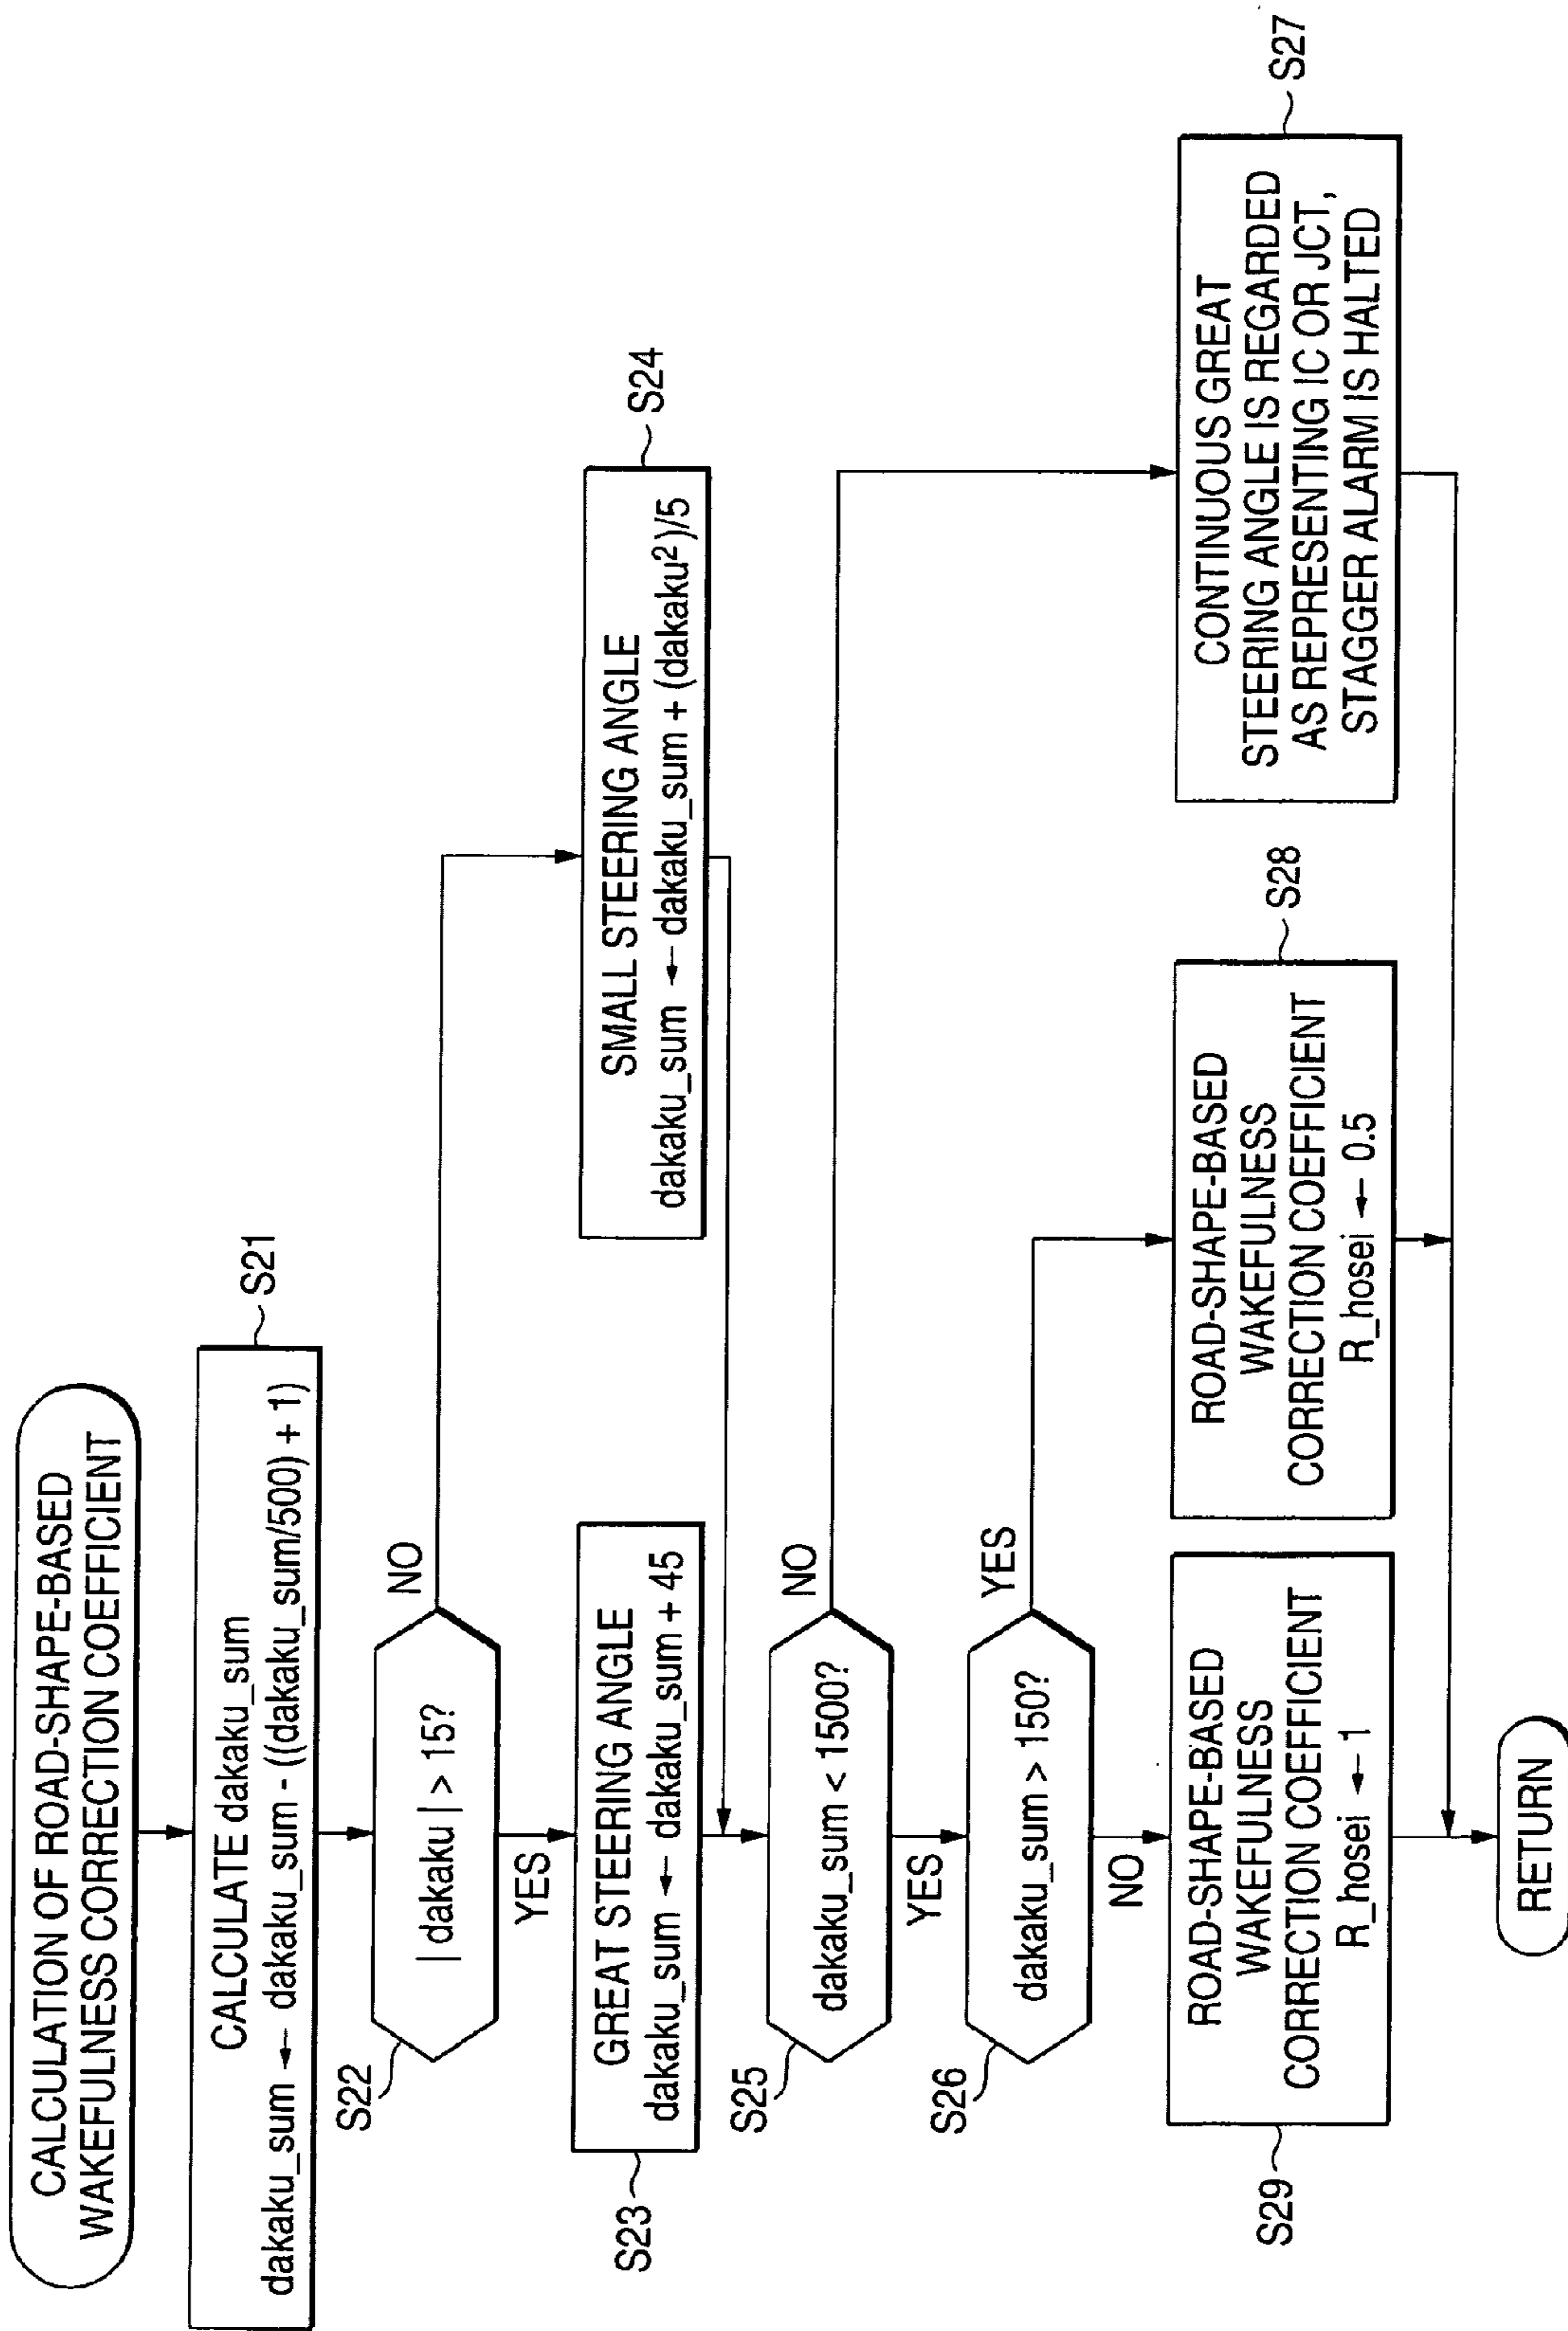 CALCULATION OF ROAD-SHAPE-BASED
WAKEFULNESS CORRECTION COEFFICIENT
S21
CALCULATE dakaku_sum
dakaku_sum ← dakaku_sum - ((dakaku_sum/500) + 1)
S22
| dakaku | > 15?
NO
YES
S23
GREAT STEERING ANGLE
dakaku_sum ← dakaku_sum + 45
S24
SMALL STEERING ANGLE
dakaku_sum ← dakaku_sum + (dakaku²)/5
S25
dakaku_sum < 1500?
NO
YES
S26
dakaku_sum > 150?
YES
NO
S29
ROAD-SHAPE-BASED
WAKEFULNESS
CORRECTION COEFFICIENT
R_hosei ← 1
S28
ROAD-SHAPE-BASED
WAKEFULNESS
CORRECTION COEFFICIENT
R_hosei ← 0.5
S27
CONTINUOUS GREAT
STEERING ANGLE IS REGARDED
AS REPRESENTING IC OR JCT,
STAGGER ALARM IS HALTED
RETURN